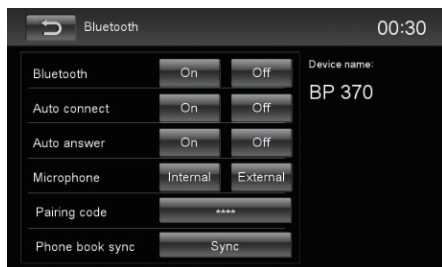 Bluetooth 00:30
Bluetooth On Off
Auto connect On Off
Auto answer On Off
Microphone Internal External
Pairing code ****
Phone book sync Sync
Device name:
BP 370